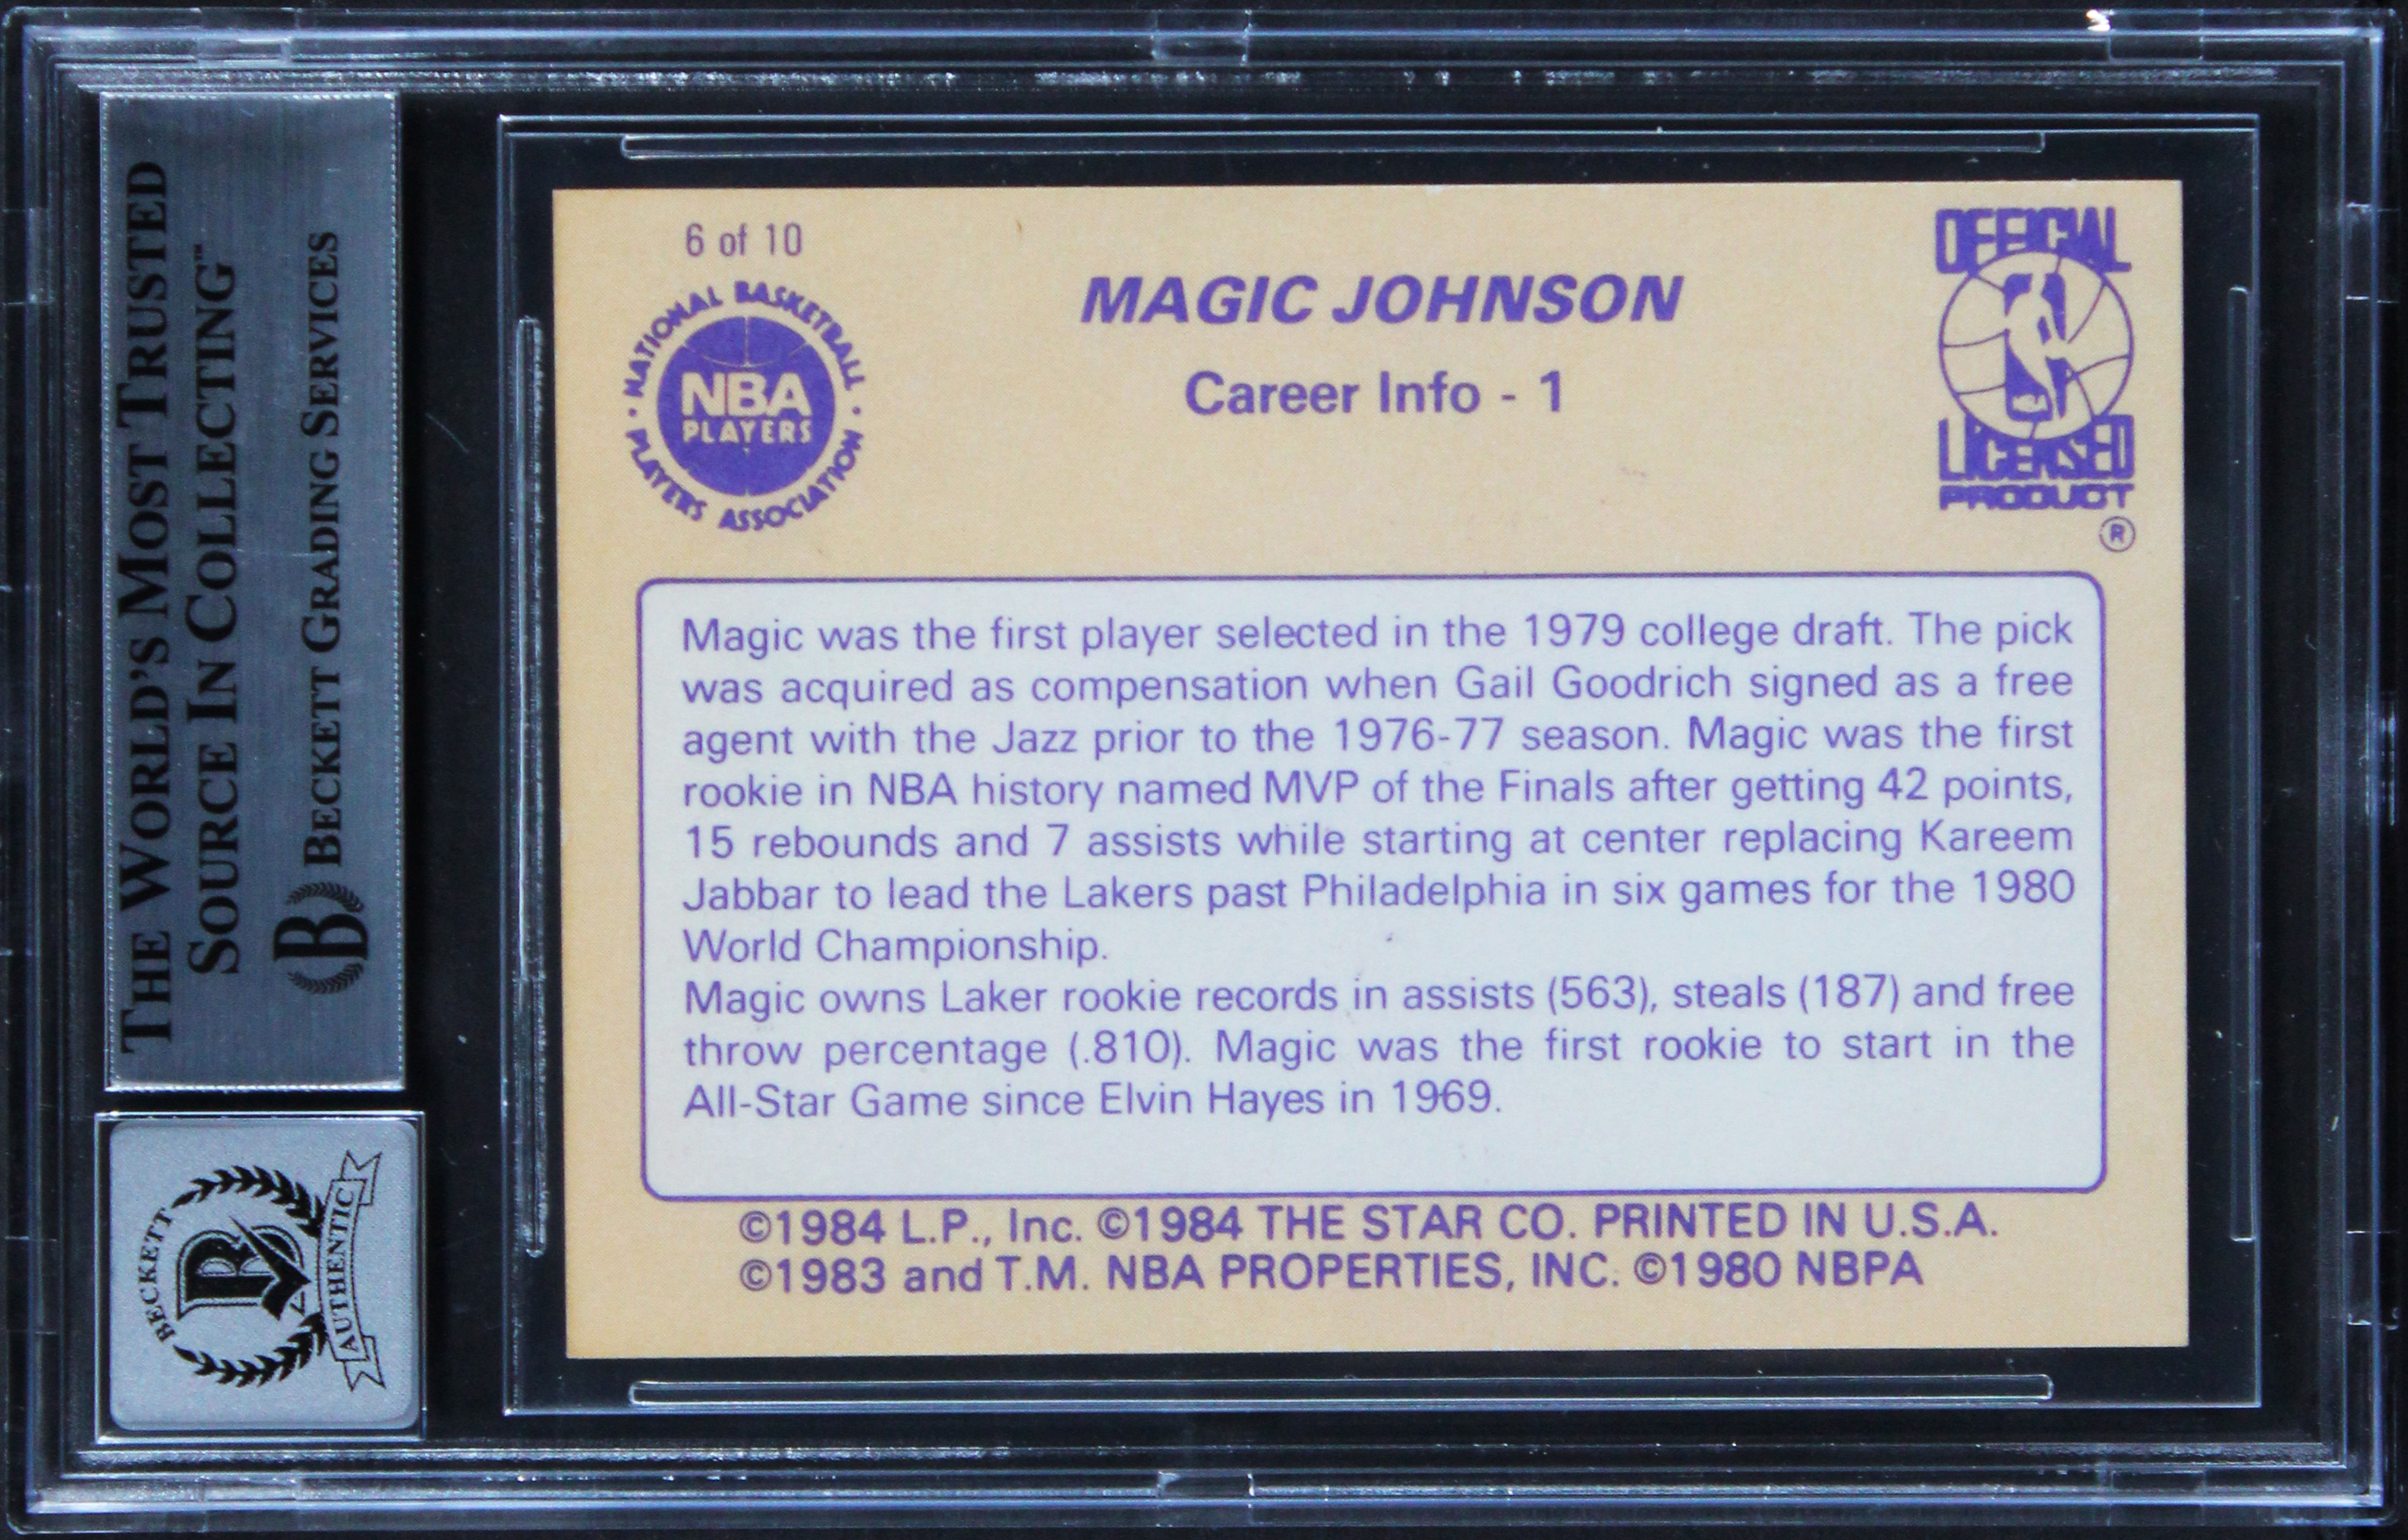 THE WORLD'S MOST TRUSTED
SOURCE IN COLLECTING™
B BECKETT GRADING SERVICES
BECKETT
B
AUTHENTIC
6 of 10
NATIONAL BASKETBALL
NBA
PLAYERS
PLAYERS ASSOCIATION
MAGIC JOHNSON
Career Info - 1
OFFICIAL
LICENSED
PRODUCT
®
Magic was the first player selected in the 1979 college draft. The pick
was acquired as compensation when Gail Goodrich signed as a free
agent with the Jazz prior to the 1976-77 season. Magic was the first
rookie in NBA history named MVP of the Finals after getting 42 points,
15 rebounds and 7 assists while starting at center replacing Kareem
Jabbar to lead the Lakers past Philadelphia in six games for the 1980
World Championship.
Magic owns Laker rookie records in assists (563), steals (187) and free
throw percentage (.810). Magic was the first rookie to start in the
All-Star Game since Elvin Hayes in 1969.
©1984 L.P., Inc. ©1984 THE STAR CO. PRINTED IN U.S.A.
©1983 and T.M. NBA PROPERTIES, INC. ©1980 NBPA